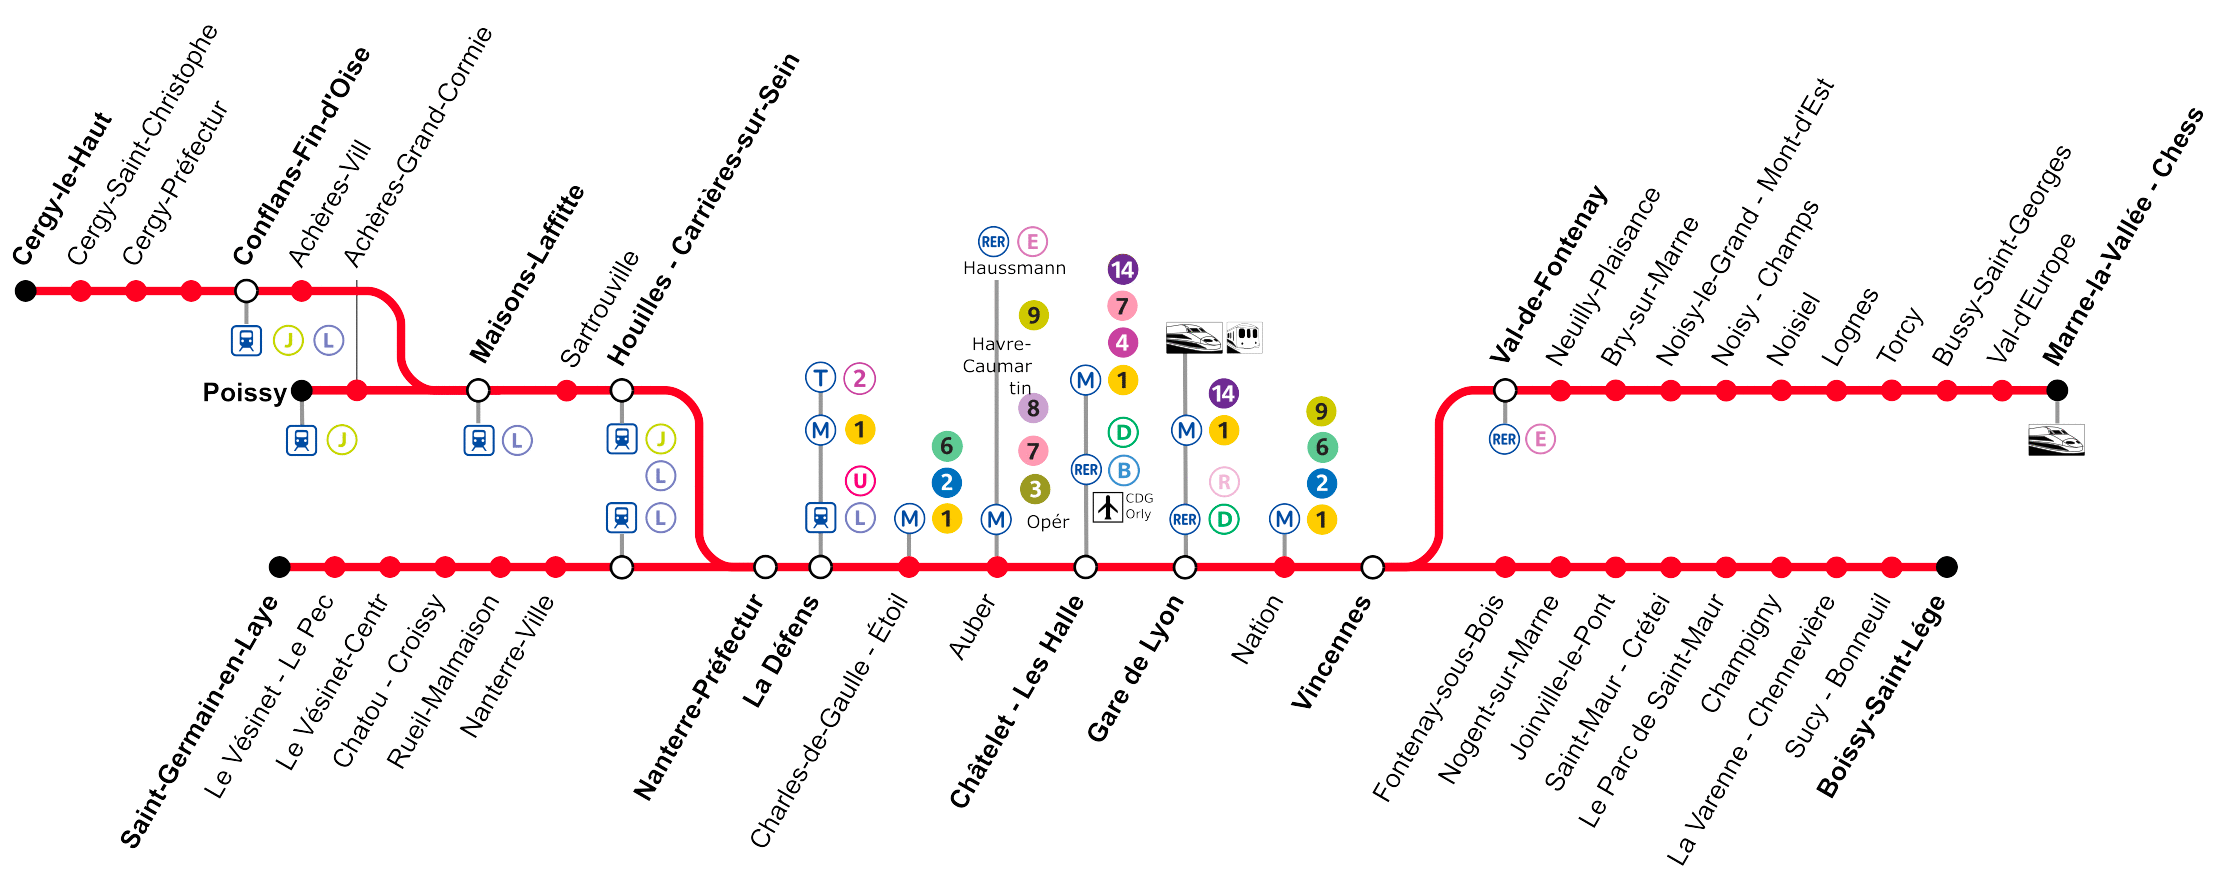 Cergy-le-Haut
Cergy-Saint-Christophe
Cergy-Préfectur
Conflans-Fin-d'Oise
Achères-Vill
Achères-Grand-Cormie
Maisons-Laffitte
Sartrouville
Houilles - Carrières-sur-Sein
J L
Poissy
J
L
J
L
L
T 2
M 1
U
L
6
2
M 1
RER E
Haussmann
9
Havre-
Caumar
tin
8
7
3
M Opér
14
7
4
M 1
D
RER B
CDG
Orly
14
M 1
R
RER D
9
6
2
M 1
Val-de-Fontenay
Neuilly-Plaisance
Bry-sur-Marne
Noisy-le-Grand - Mont-d'Est
Noisy - Champs
Noisiel
Lognes
Torcy
Bussy-Saint-Georges
Val-d'Europe
Marne-la-Vallée - Chess
RER E
Saint-Germain-en-Laye
Le Vésinet - Le Pec
Le Vésinet-Centr
Chatou - Croissy
Rueil-Malmaison
Nanterre-Ville
Nanterre-Préfectur
La Défens
Charles-de-Gaulle - Étoil
Auber
Châtelet - Les Halle
Gare de Lyon
Nation
Vincennes
Fontenay-sous-Bois
Nogent-sur-Marne
Joinville-le-Pont
Saint-Maur - Crétei
Le Parc de Saint-Maur
Champigny
La Varenne - Chennevière
Sucy - Bonneuil
Boissy-Saint-Lége